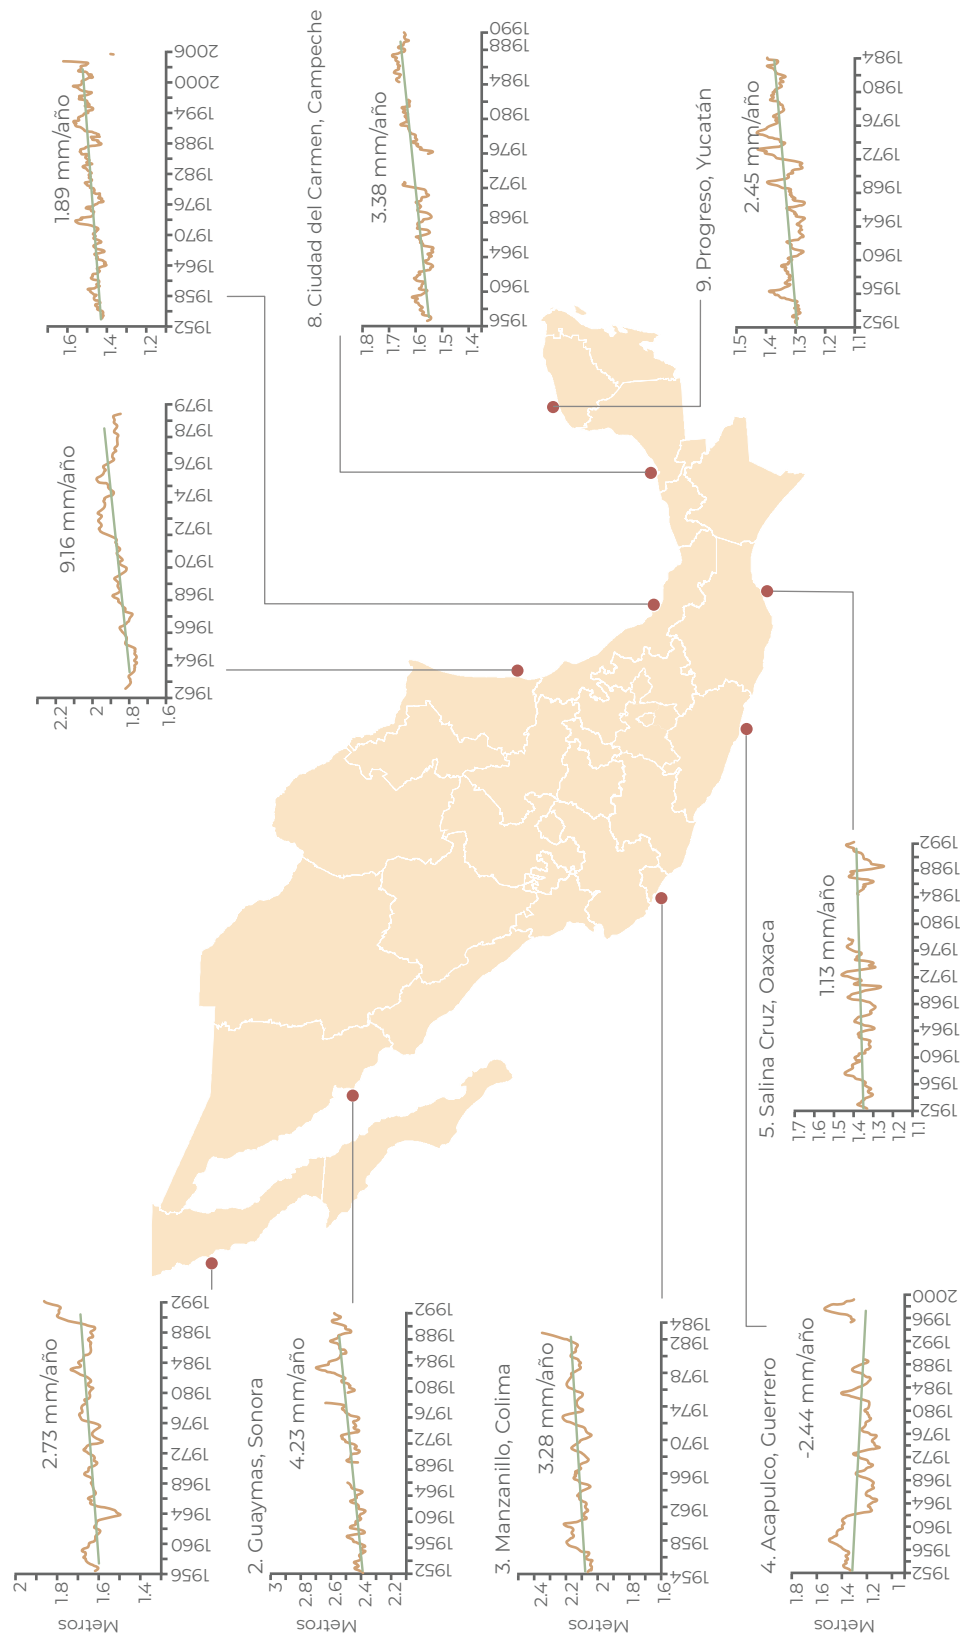 2.73 mm/año
Metros
2
1.8
1.6
1.4
1956 1960 1964 1968 1972 1976 1980 1984 1988 1992
2. Guaymas, Sonora
4.23 mm/año
Metros
3
2.8
2.6
2.4
2.2
1952 1956 1960 1964 1968 1972 1976 1980 1984 1988 1992
3. Manzanillo, Colima
3.28 mm/año
Metros
2.4
2.2
2
1.8
1.6
1954 1958 1962 1966 1970 1974 1978 1982 1984
4. Acapulco, Guerrero
-2.44 mm/año
Metros
1.8
1.6
1.4
1.2
1
1952 1956 1960 1964 1968 1972 1976 1980 1984 1988 1992 1996 2000
5. Salina Cruz, Oaxaca
1.13 mm/año
1.7
1.6
1.5
1.4
1.3
1.2
1.1
1952 1956 1960 1964 1968 1972 1976 1980 1984 1988 1992
9.16 mm/año
2.2
2
1.8
1.6
1962 1964 1966 1968 1970 1972 1974 1976 1978 1979
1.89 mm/año
1.6
1.4
1.2
1952 1958 1964 1970 1976 1982 1988 1994 2000 2006
8. Ciudad del Carmen, Campeche
3.38 mm/año
1.8
1.7
1.6
1.5
1.4
1956 1960 1964 1968 1972 1976 1980 1984 1988 1990
9. Progreso, Yucatán
2.45 mm/año
1.5
1.4
1.3
1.2
1.1
1952 1956 1960 1964 1968 1972 1976 1980 1984